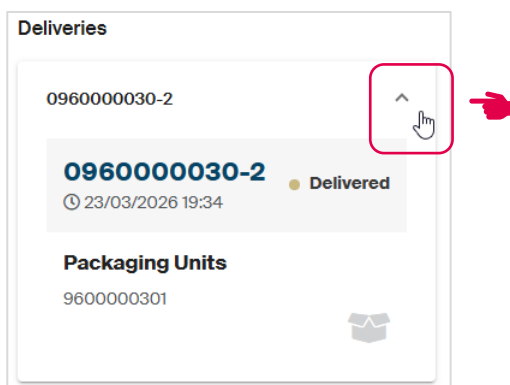 Deliveries
0960000030-2
0960000030-2
Delivered
23/03/2026 19:34
Packaging Units
9600000301